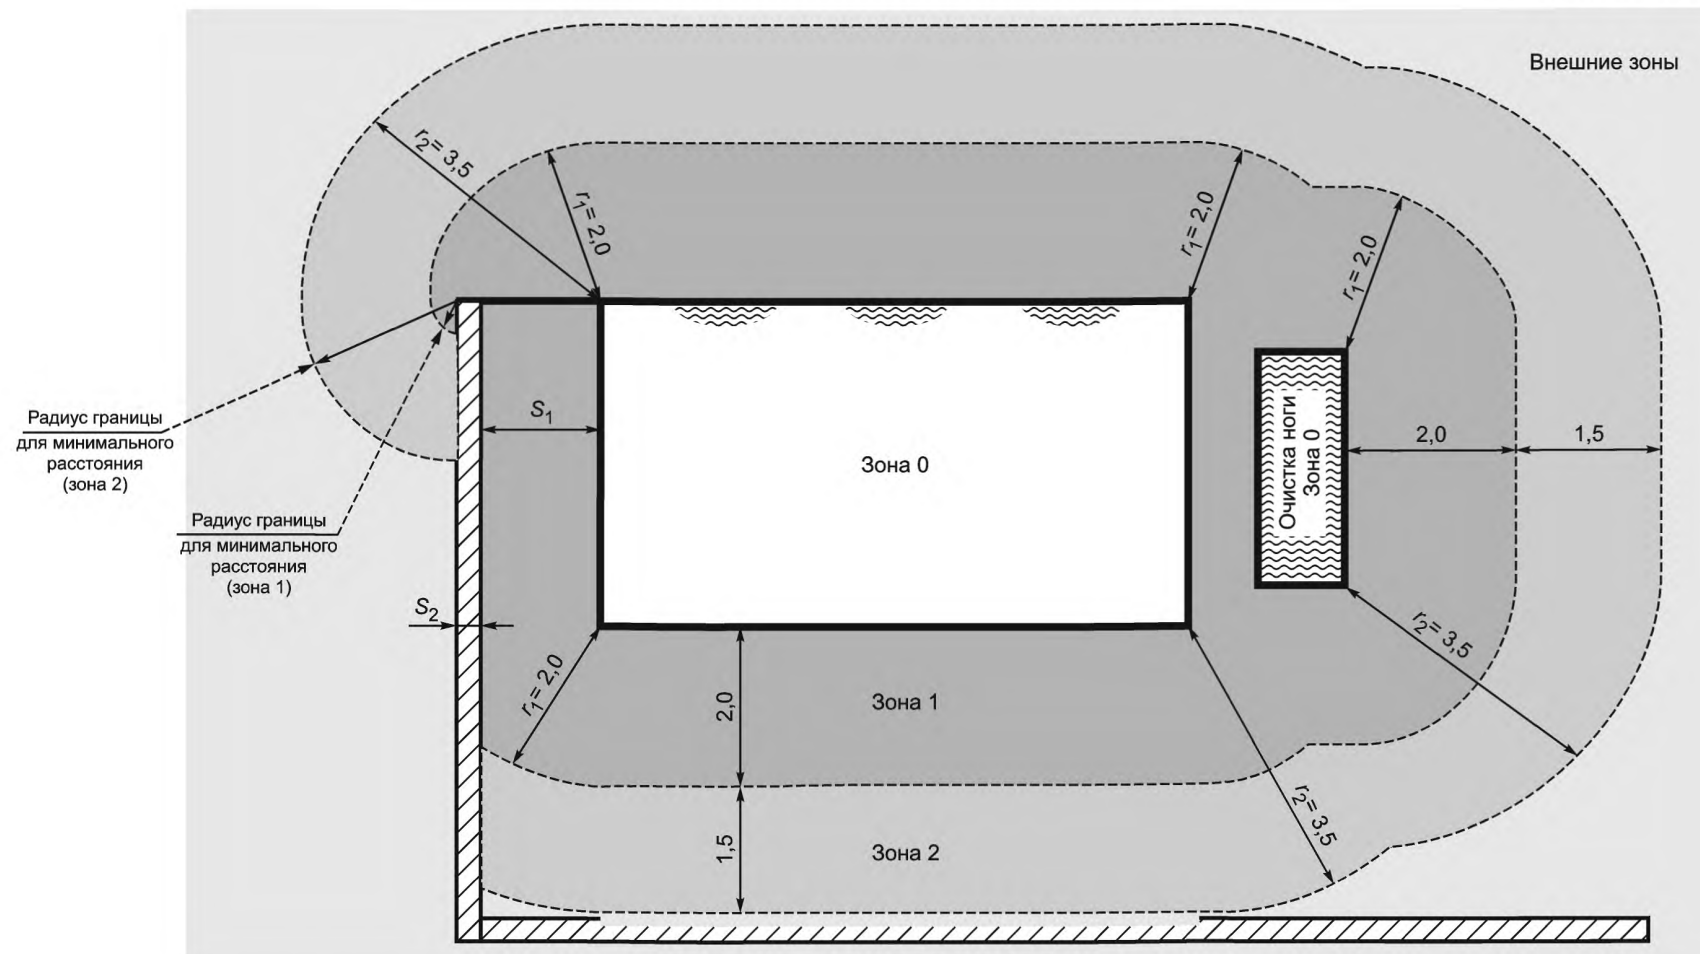 Внешние зоны
r2= 3,5
r1= 2,0
r1= 2,0
r1= 2,0
S1
Зона 0
Очистка ноги
Зона 0
2,0
1,5
Радиус границы
для минимального
расстояния
(зона 2)
Радиус границы
для минимального
расстояния
(зона 1)
S2
r1= 2,0
2,0
Зона 1
r2= 3,5
r2= 3,5
1,5
Зона 2